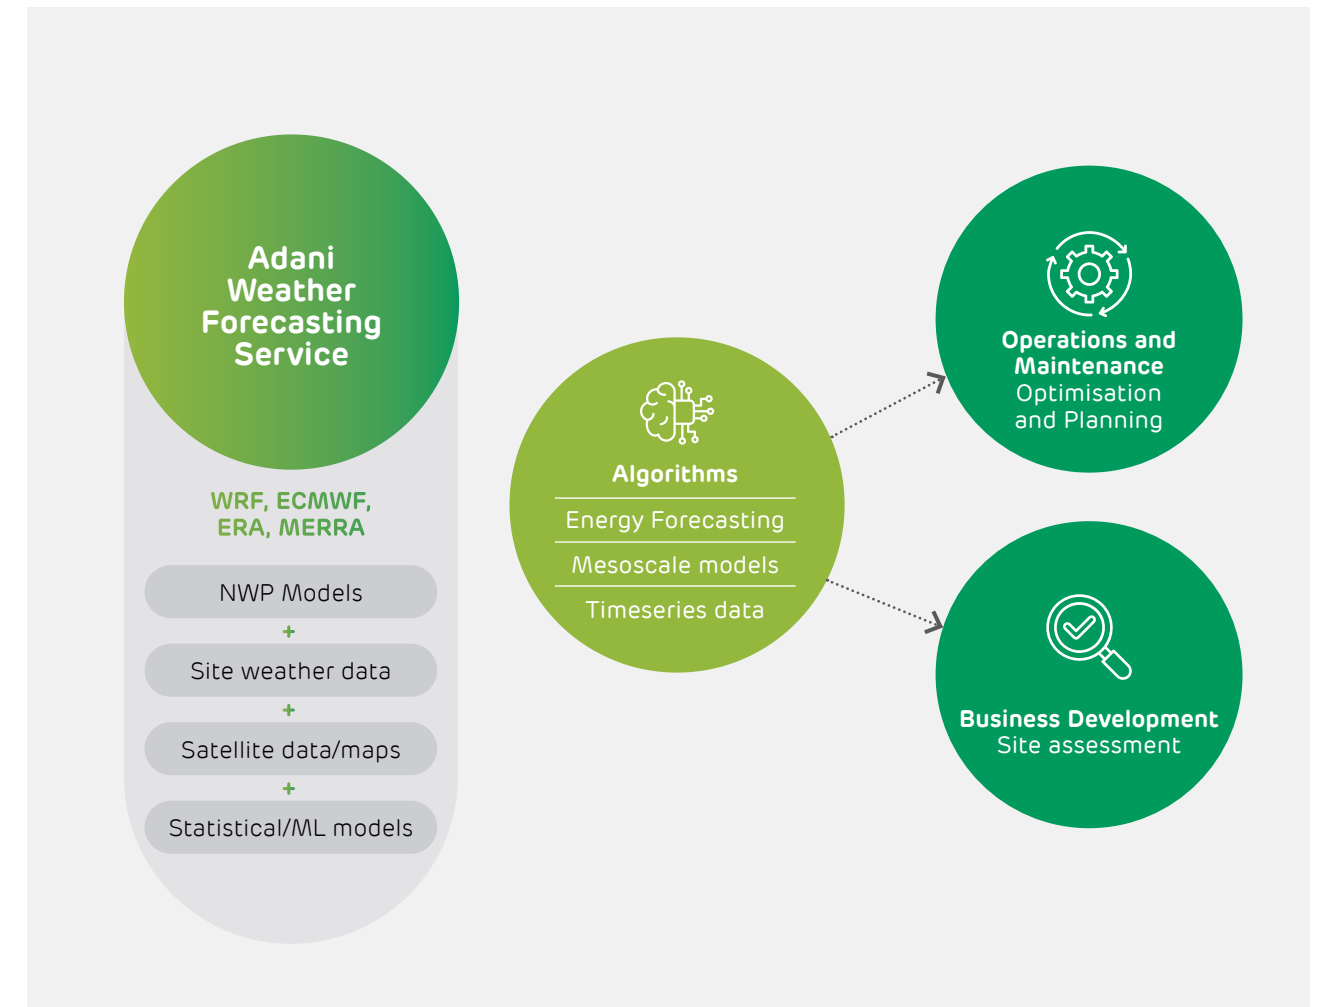 Adani
Weather
Forecasting
Service
WRF, ECMWF,
ERA, MERRA
NWP Models
+
Site weather data
+
Satellite data/maps
+
Statistical/ML models
Algorithms
Energy Forecasting
Mesoscale models
Timeseries data
Operations and
Maintenance
Optimisation
and Planning
Business Development
Site assessment